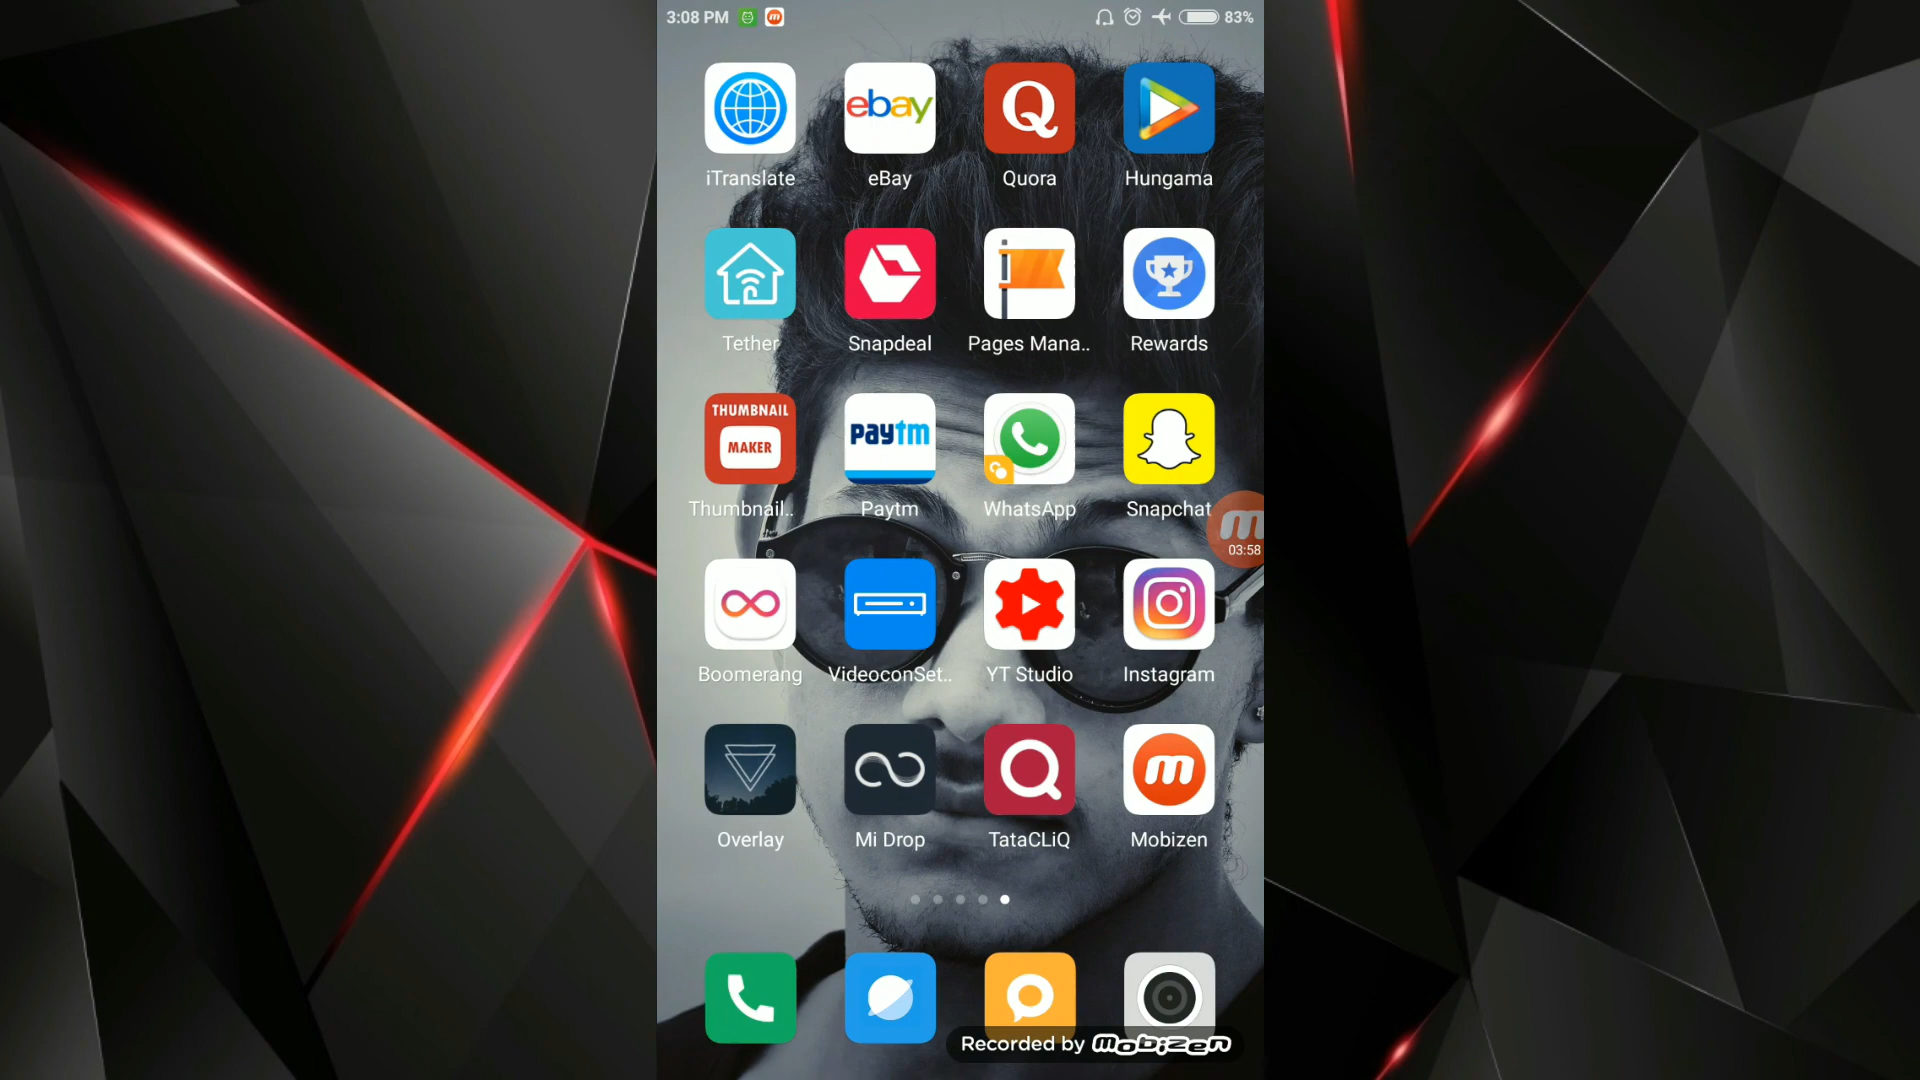 3:08 PM
83%
ebay
Q
iTranslate eBay Quora Hungama
Tether Snapdeal Pages Mana.. Rewards
THUMBNAIL
MAKER
paytm
Thumbnail.. Paytm WhatsApp Snapchat
m
03:58
Boomerang VideoconSet.. YT Studio Instagram
m
Overlay Mi Drop TataCLiQ Mobizen
Recorded by mobizen